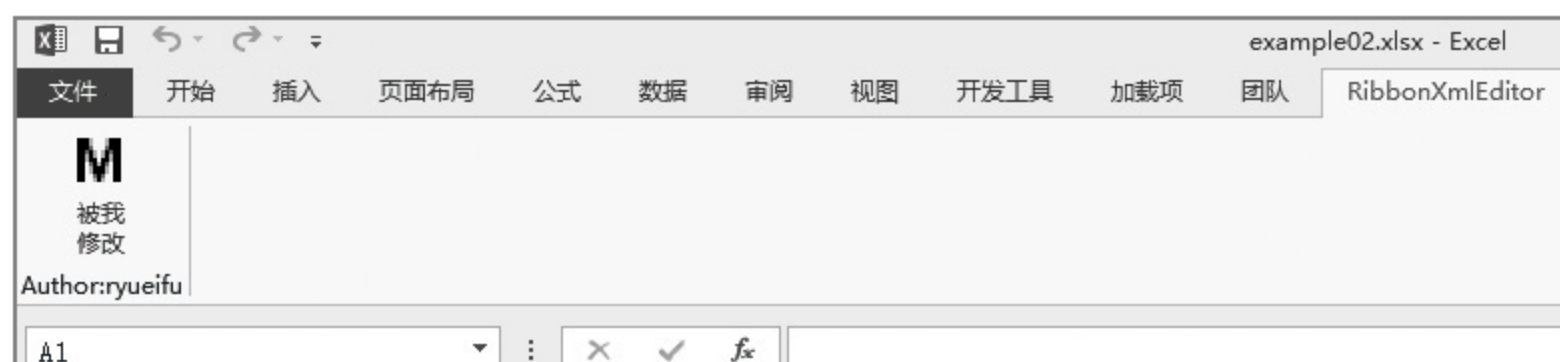 example02.xlsx - Excel
文件 开始 插入 页面布局 公式 数据 审阅 视图 开发工具 加载项 团队 RibbonXmlEditor
M
被我
修改
Author:ryueifu
A1 fx